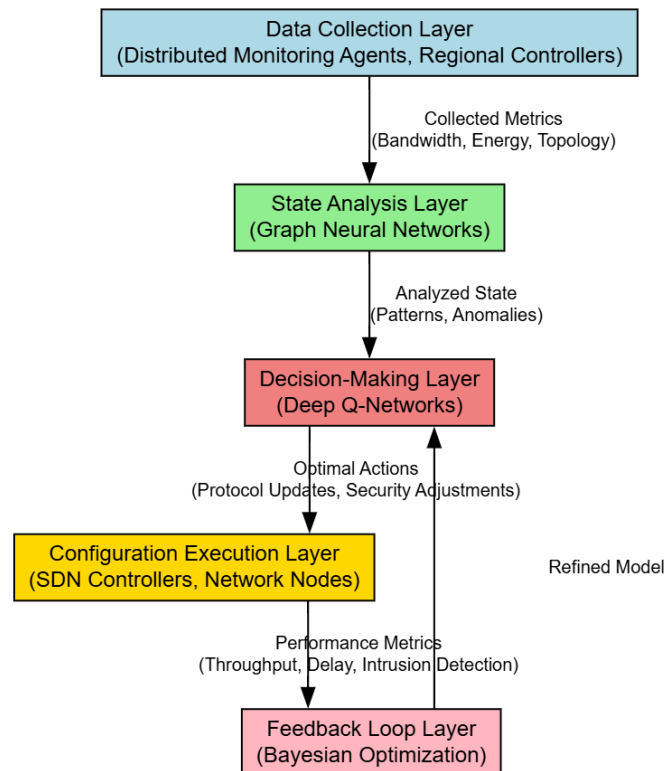 Data Collection Layer
(Distributed Monitoring Agents, Regional Controllers)
Collected Metrics
(Bandwidth, Energy, Topology)
State Analysis Layer
(Graph Neural Networks)
Analyzed State
(Patterns, Anomalies)
Decision-Making Layer
(Deep Q-Networks)
Optimal Actions
(Protocol Updates, Security Adjustments)
Configuration Execution Layer
(SDN Controllers, Network Nodes)
Refined Model
Performance Metrics
(Throughput, Delay, Intrusion Detection)
Feedback Loop Layer
(Bayesian Optimization)